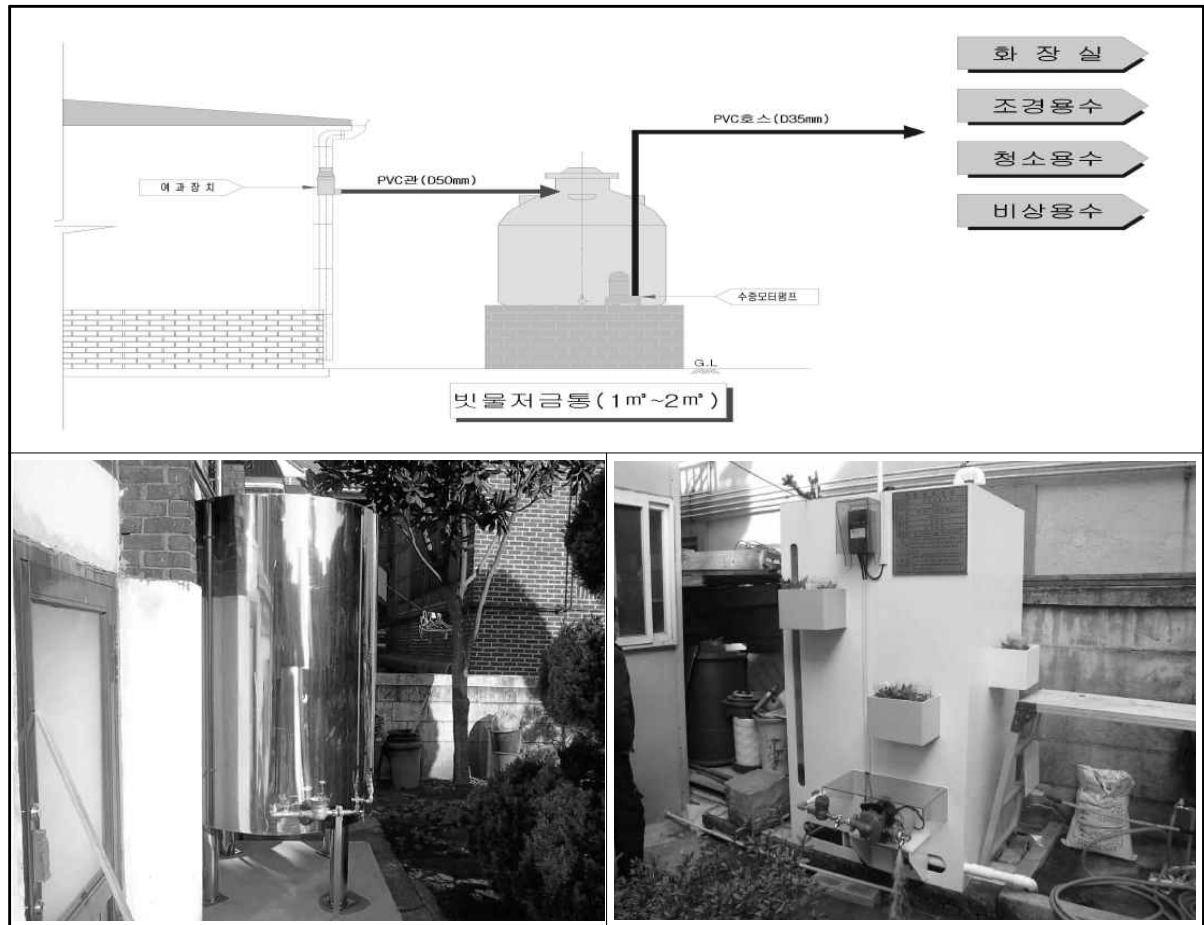 화 장 실
조경용수
청소용수
비상용수
PVC호스(D35mm)
PVC관(D50mm)
여 과 장 치
수중모터펌프
G.L
빗물저금통(1㎥~2㎥)